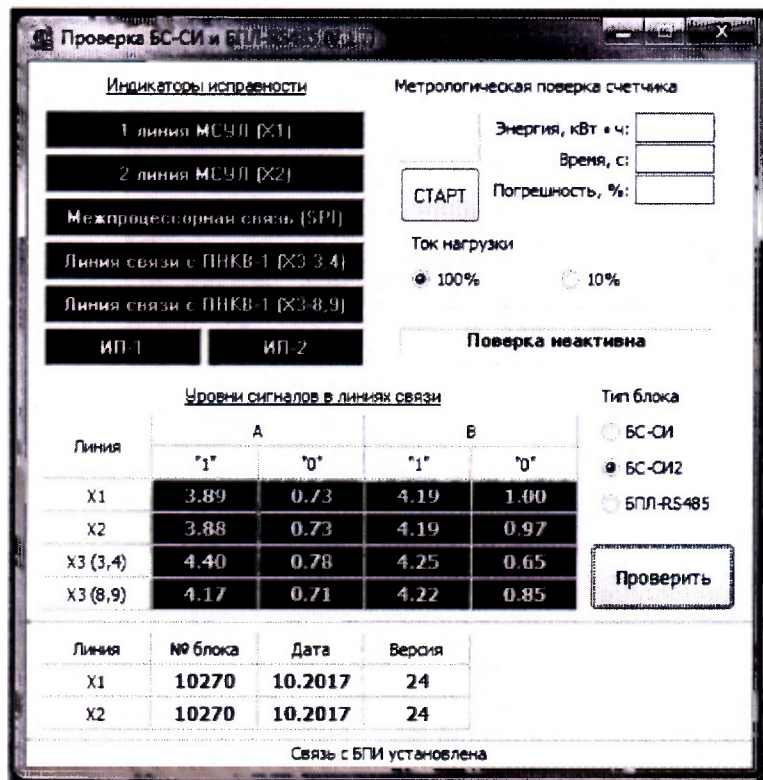 Проверка БС-СИ и БПЛ-RS485
Индикаторы исправности
1 линия МСУЛ (X1)
2 линия МСУЛ (X2)
Межпроцессорная связь (SPI)
Линия связи с ПНКВ-1 (X3-3,4)
Линия связи с ПНКВ-1 (X3-8,9)
ИП-1 ИП-2
Метрологическая поверка счетчика
Энергия, кВт • ч:
Время, с:
СТАРТ Погрешность, %:
Ток нагрузки
100% 10%
Поверка неактивна
Уровни сигналов в линиях связи
Линия A B
"1" "0" "1" "0"
X1 3.89 0.73 4.19 1.00
X2 3.88 0.73 4.19 0.97
X3 (3,4) 4.40 0.78 4.25 0.65
X3 (8,9) 4.17 0.71 4.22 0.85
Тип блока
БС-СИ
БС-СИ2
БПЛ-RS485
Проверить
Линия № блока Дата Версия
X1 10270 10.2017 24
X2 10270 10.2017 24
Связь с БПИ установлена